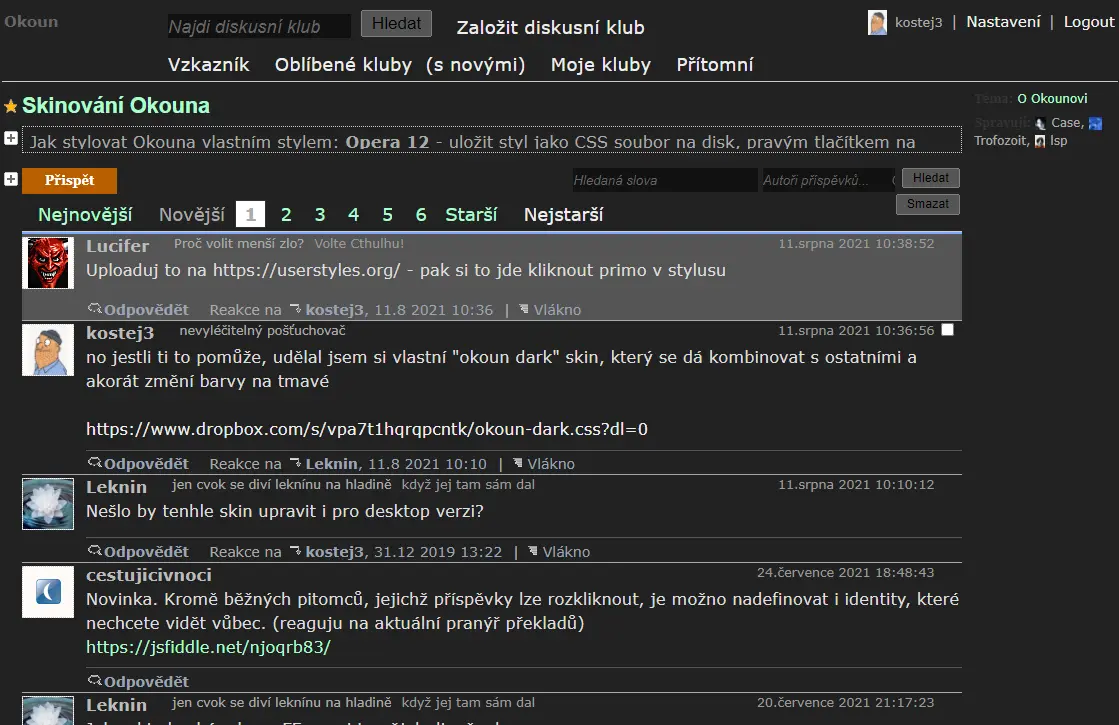 Okoun
Najdi diskusní klub
Hledat
Založit diskusní klub
kostej3 | Nastavení | Logout
Vzkazník Oblíbené kluby (s novými) Moje kluby Přítomní
Skinování Okouna
Téma: O Okounovi
Spravují: Case,
Trofozoit, lsp
Jak stylovat Okouna vlastním stylem: Opera 12 - uložit styl jako CSS soubor na disk, pravým tlačítkem na
Přispět
Hledaná slova
Autoři příspěvků...
Hledat
Smazat
Nejnovější Novější 1 2 3 4 5 6 Starší Nejstarší
Lucifer Proč volit menší zlo? Volte Cthulhu! 11.srpna 2021 10:38:52
Uploaduj to na https://userstyles.org/ - pak si to jde kliknout primo v stylusu
Odpovědět Reakce na kostej3, 11.8 2021 10:36 | Vlákno
kostej3 nevyléčitelný pošťuchovač 11.srpna 2021 10:36:56
no jestli ti to pomůže, udělal jsem si vlastní "okoun dark" skin, který se dá kombinovat s ostatními a
akorát změní barvy na tmavé
https://www.dropbox.com/s/vpa7t1hqrqpcntk/okoun-dark.css?dl=0
Odpovědět Reakce na Leknin, 11.8 2021 10:10 | Vlákno
Leknin jen cvok se diví leknínu na hladině když jej tam sám dal 11.srpna 2021 10:10:12
Nešlo by tenhle skin upravit i pro desktop verzi?
Odpovědět Reakce na kostej3, 31.12 2019 13:22 | Vlákno
cestujicivnoci 24.července 2021 18:48:43
Novinka. Kromě běžných pitomců, jejichž příspěvky lze rozkliknout, je možno nadefinovat i identity, které
nechcete vidět vůbec. (reaguju na aktuální pranýř překladů)
https://jsfiddle.net/njoqrb83/
Odpovědět
Leknin jen cvok se diví leknínu na hladině když jej tam sám dal 20.července 2021 21:17:23